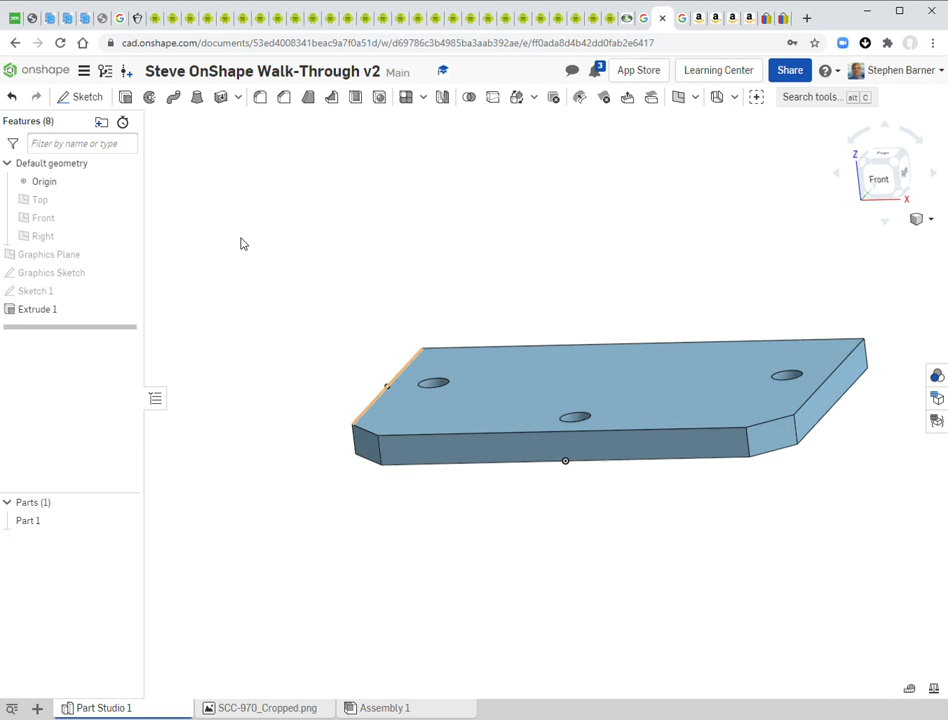 cad.onshape.com/documents/53ed4008341beac9a7f0a51d/w/d69786c3b4985ba3aab392ae/e/ff0ada8d4b42dd0fab2e6417
onshape
Steve OnShape Walk-Through v2 Main
3
App Store
Learning Center
Share
Stephen Barner
Sketch
Search tools... alt C
Features (8)
Filter by name or type
Default geometry
Origin
Top
Front
Right
Graphics Plane
Graphics Sketch
Sketch 1
Extrude 1
Z
Front
X
Parts (1)
Part 1
Part Studio 1
SCC-970_Cropped.png
Assembly 1